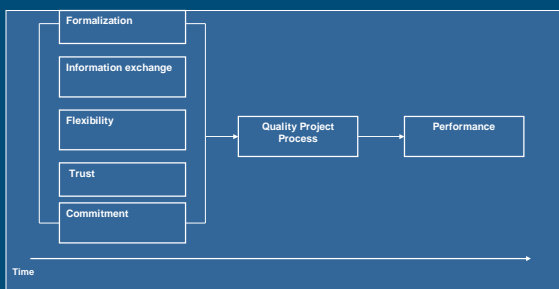 Formalization
Information exchange
Flexibility
Trust
Commitment
Quality Project
Process
Performance
Time